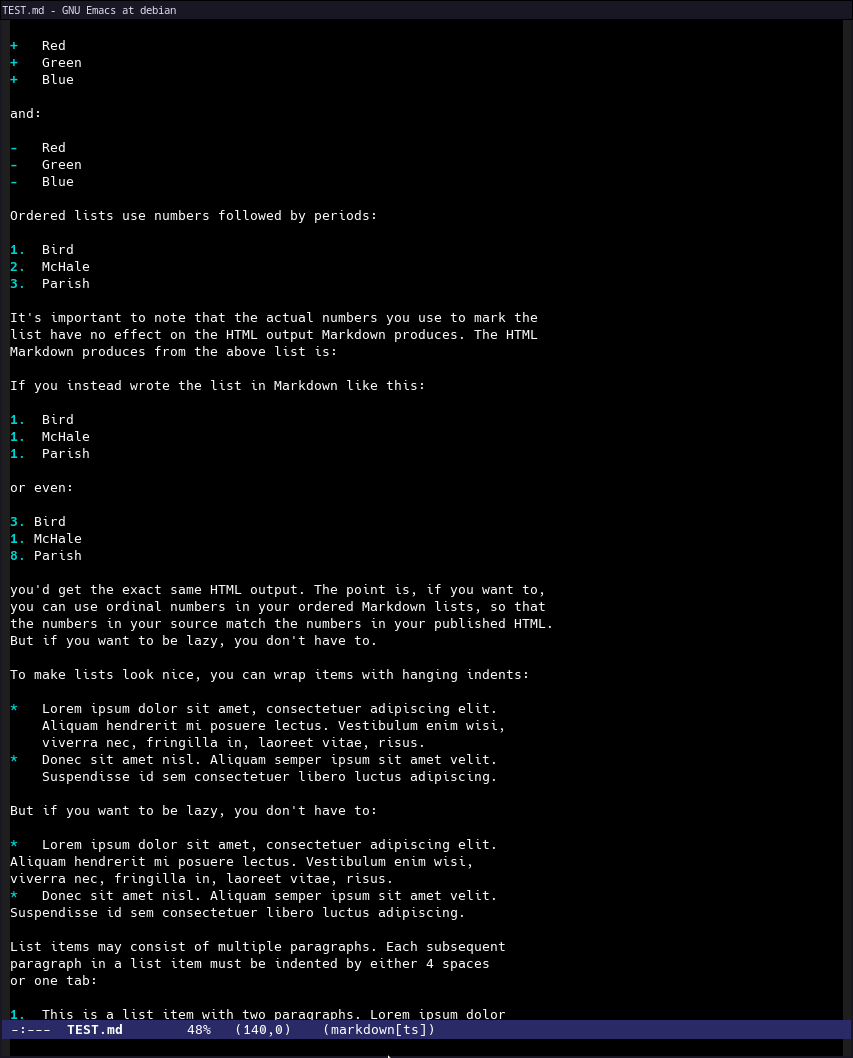 TEST.md - GNU Emacs at debian
+   Red
+   Green
+   Blue
and:
-   Red
-   Green
-   Blue
Ordered lists use numbers followed by periods:
1.  Bird
2.  McHale
3.  Parish
It's important to note that the actual numbers you use to mark the
list have no effect on the HTML output Markdown produces. The HTML
Markdown produces from the above list is:
If you instead wrote the list in Markdown like this:
1.  Bird
1.  McHale
1.  Parish
or even:
3. Bird
1. McHale
8. Parish
you'd get the exact same HTML output. The point is, if you want to,
you can use ordinal numbers in your ordered Markdown lists, so that
the numbers in your source match the numbers in your published HTML.
But if you want to be lazy, you don't have to.
To make lists look nice, you can wrap items with hanging indents:
*   Lorem ipsum dolor sit amet, consectetuer adipiscing elit.
    Aliquam hendrerit mi posuere lectus. Vestibulum enim wisi,
    viverra nec, fringilla in, laoreet vitae, risus.
*   Donec sit amet nisl. Aliquam semper ipsum sit amet velit.
    Suspendisse id sem consectetuer libero luctus adipiscing.
But if you want to be lazy, you don't have to:
*   Lorem ipsum dolor sit amet, consectetuer adipiscing elit.
Aliquam hendrerit mi posuere lectus. Vestibulum enim wisi,
viverra nec, fringilla in, laoreet vitae, risus.
*   Donec sit amet nisl. Aliquam semper ipsum sit amet velit.
Suspendisse id sem consectetuer libero luctus adipiscing.
List items may consist of multiple paragraphs. Each subsequent
paragraph in a list item must be indented by either 4 spaces
or one tab:
1.  This is a list item with two paragraphs. Lorem ipsum dolor
-:---  TEST.md        48%   (140,0)    (markdown[ts])